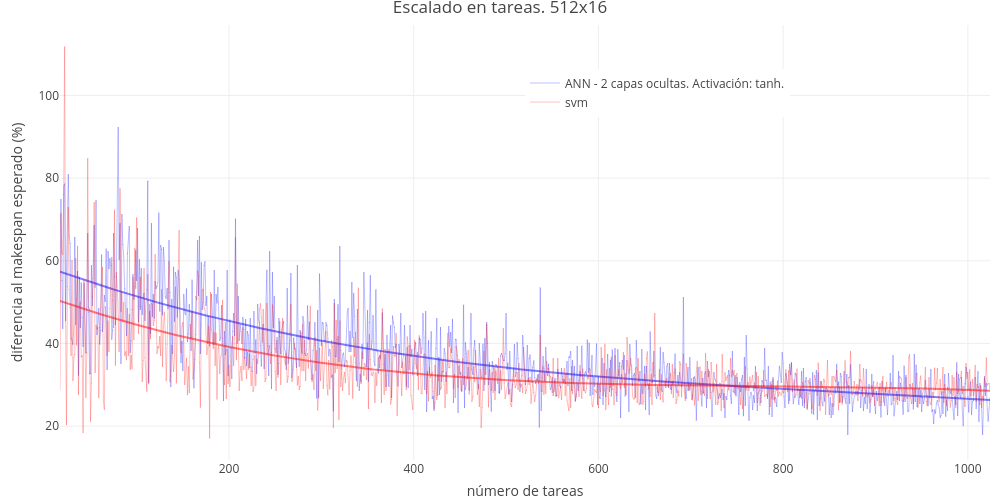 Escalado en tareas. 512x16
ANN - 2 capas ocultas. Activación: tanh.
svm
diferencia al makespan esperado (%)
100
80
60
40
20
200
400
600
800
1000
número de tareas